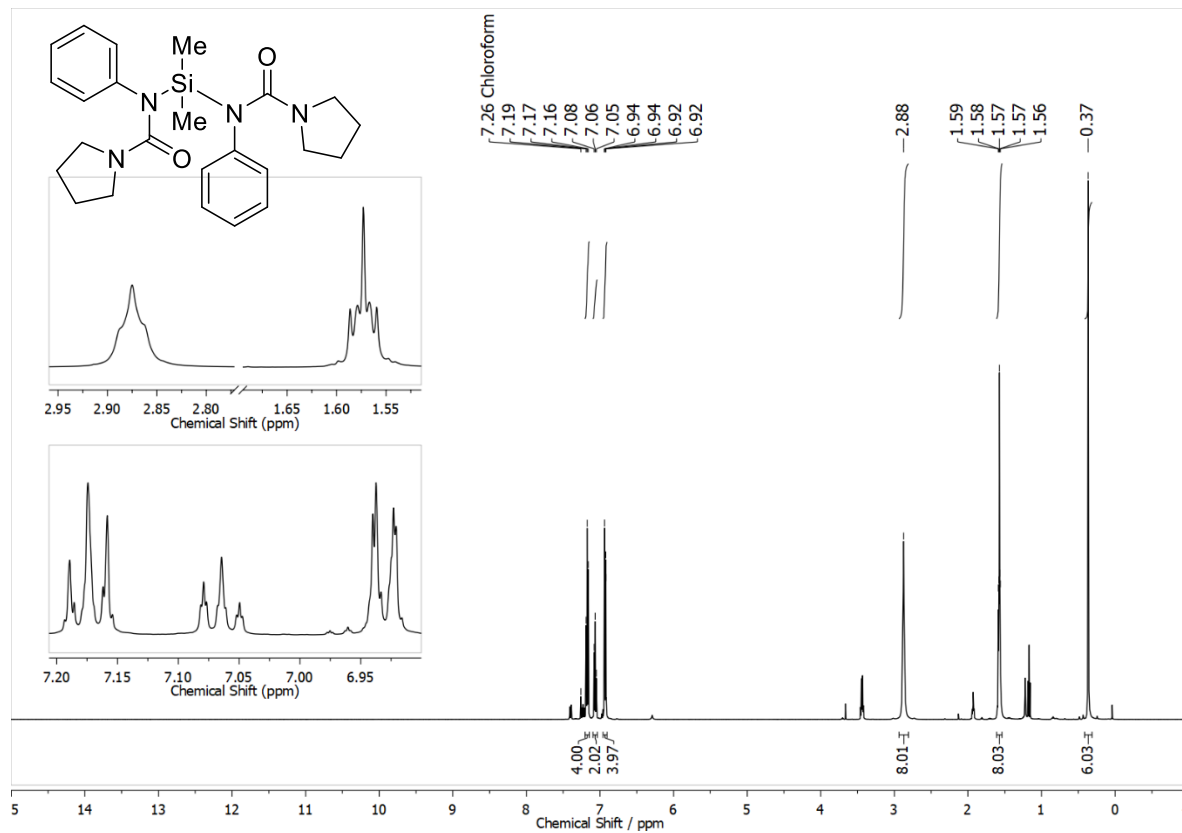 Me
O
Si
N
N
N
Me
O
N
7.26 Chloroform
7.19
7.17
7.16
7.08
7.06
7.05
6.94
6.94
6.92
6.92
2.88
1.59
1.58
1.57
1.57
1.56
0.37
2.95 2.90 2.85 2.80 1.65 1.60 1.55
Chemical Shift (ppm)
7.20 7.15 7.10 7.05 7.00 6.95
Chemical Shift (ppm)
4.00
2.02
3.97
8.01
8.03
6.03
5 14 13 12 11 10 9 8 7 6 5 4 3 2 1 0
Chemical Shift / ppm